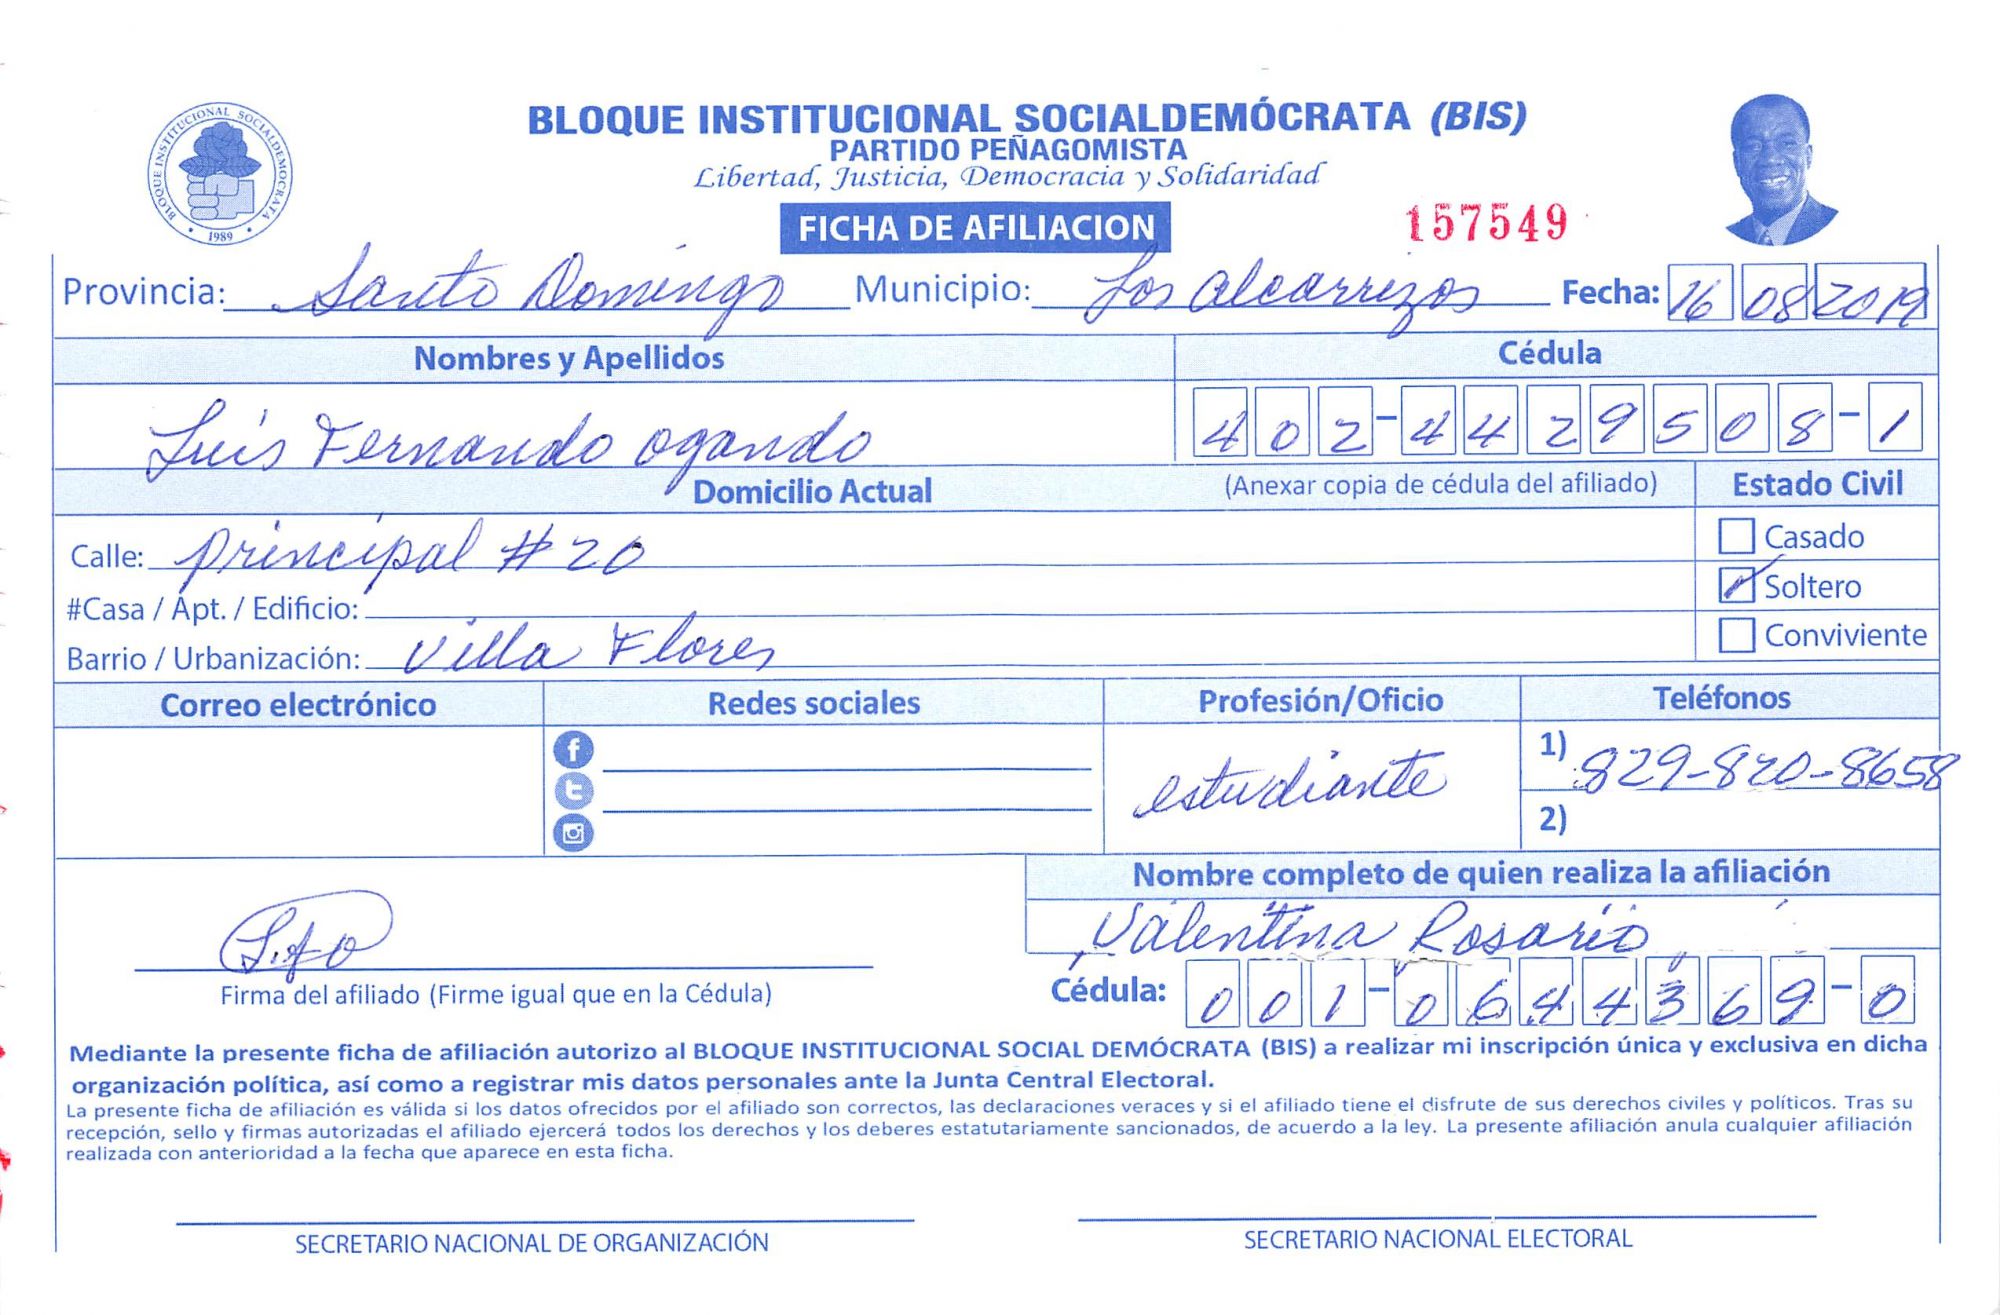 BLOQUE INSTITUCIONAL SOCIALDEMÓCRATA (BIS)
PARTIDO PEÑAGOMISTA
Libertad, Justicia, Democracia y Solidaridad
BLOQUE INSTITUCIONAL SOCIALDEMOCRATA
1989
FICHA DE AFILIACION
157549
Provincia: Santo Domingo Municipio: Los Alcarrizos Fecha: 16 08 2019
Nombres y Apellidos Cédula
Luis Fernando ogando 402-4429508-1
Domicilio Actual (Anexar copia de cédula del afiliado) Estado Civil
Calle: principal #20 Casado
#Casa / Apt. / Edificio: Soltero
Barrio / Urbanización: Villa Flores Conviviente
Correo electrónico Redes sociales Profesión/Oficio Teléfonos
estudiante 1) 829-820-8658
2)
Nombre completo de quien realiza la afiliación
Valentina Rosario
Firma del afiliado (Firme igual que en la Cédula) Cédula: 001-0644369-0
Mediante la presente ficha de afiliación autorizo al BLOQUE INSTITUCIONAL SOCIAL DEMÓCRATA (BIS) a realizar mi inscripción única y exclusiva en dicha
organización política, así como a registrar mis datos personales ante la Junta Central Electoral.
La presente ficha de afiliación es válida si los datos ofrecidos por el afiliado son correctos, las declaraciones veraces y si el afiliado tiene el disfrute de sus derechos civiles y políticos. Tras su
recepción, sello y firmas autorizadas el afiliado ejercerá todos los derechos y los deberes estatutariamente sancionados, de acuerdo a la ley. La presente afiliación anula cualquier afiliación
realizada con anterioridad a la fecha que aparece en esta ficha.
SECRETARIO NACIONAL DE ORGANIZACIÓN SECRETARIO NACIONAL ELECTORAL